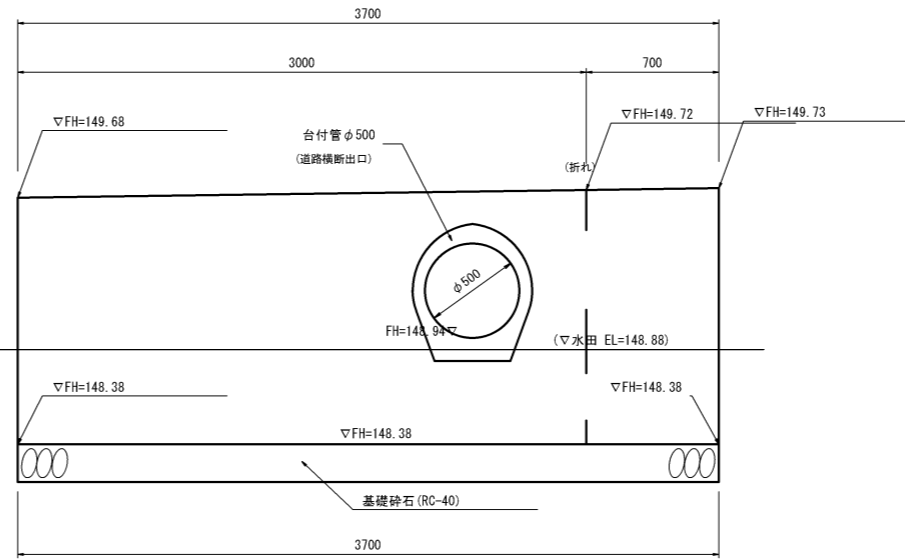 3700
3000
700
▽FH=149.68
台付管φ500
(道路横断出口)
▽FH=149.72
▽FH=149.73
(折れ)
φ500
FH=148.94▽
(▽水田 EL=148.88)
▽FH=148.38
▽FH=148.38
▽FH=148.38
基礎砕石(RC-40)
3700